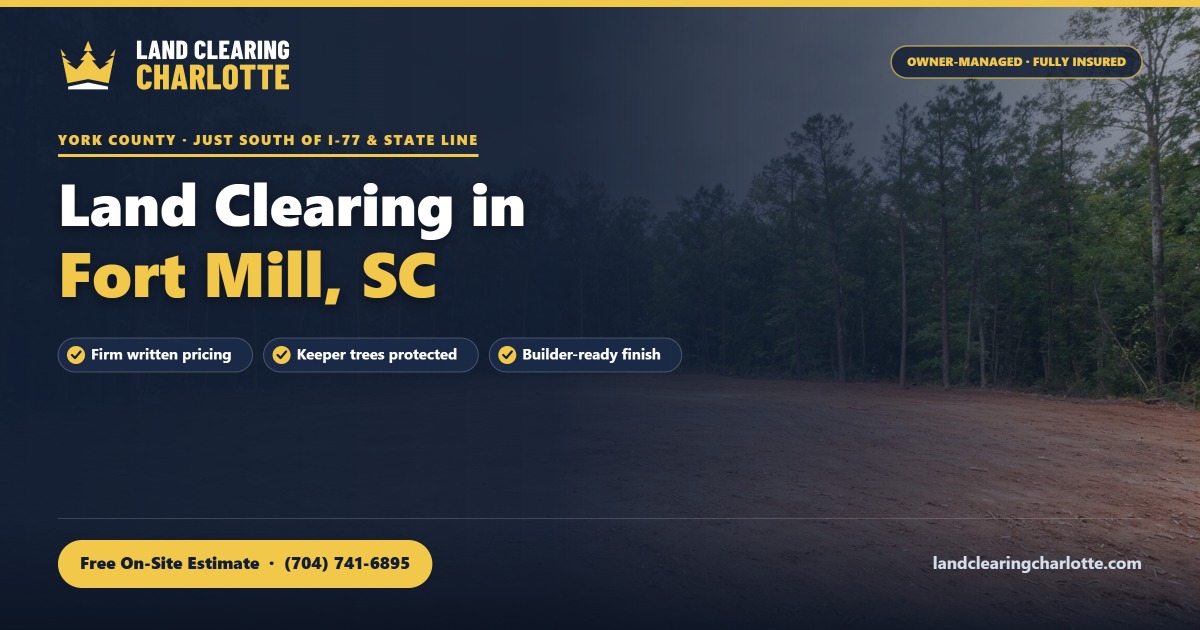 LAND CLEARING
CHARLOTTE
OWNER-MANAGED · FULLY INSURED
YORK COUNTY · JUST SOUTH OF I-77 & STATE LINE
Land Clearing in
Fort Mill, SC
Firm written pricing
Keeper trees protected
Builder-ready finish
Free On-Site Estimate · (704) 741-6895
landclearingcharlotte.com